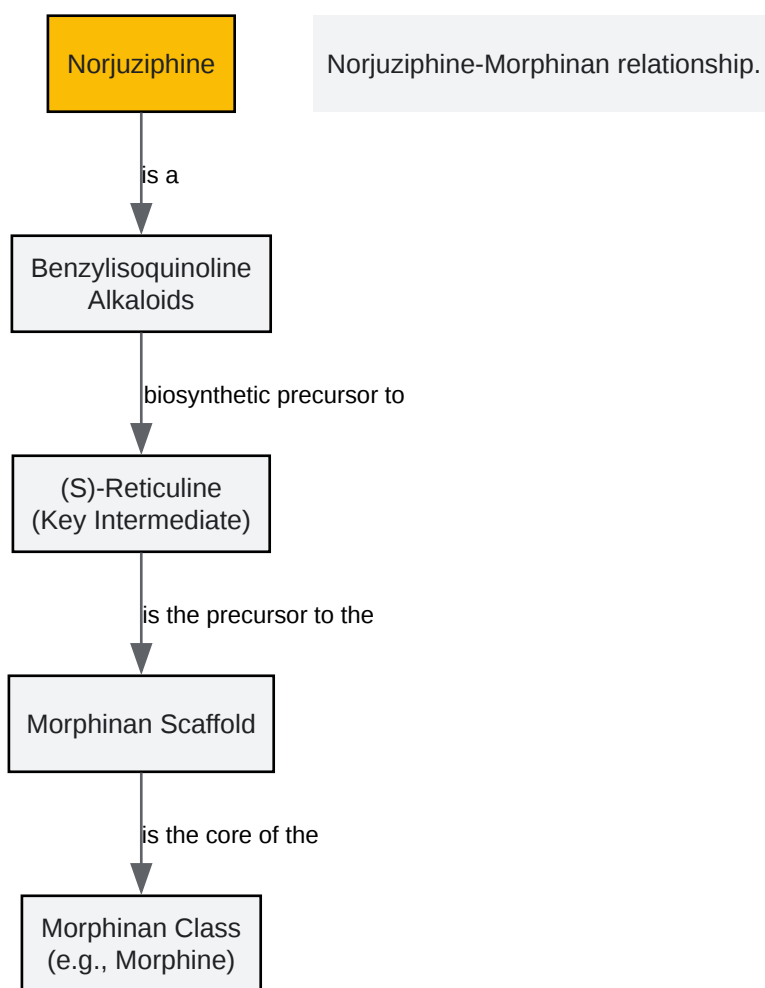 Norjuziphine
Norjuziphine-Morphinan relationship.
is a
Benzylisoquinoline
Alkaloids
biosynthetic precursor to
(S)-Reticuline
(Key Intermediate)
is the precursor to the
Morphinan Scaffold
is the core of the
Morphinan Class
(e.g., Morphine)